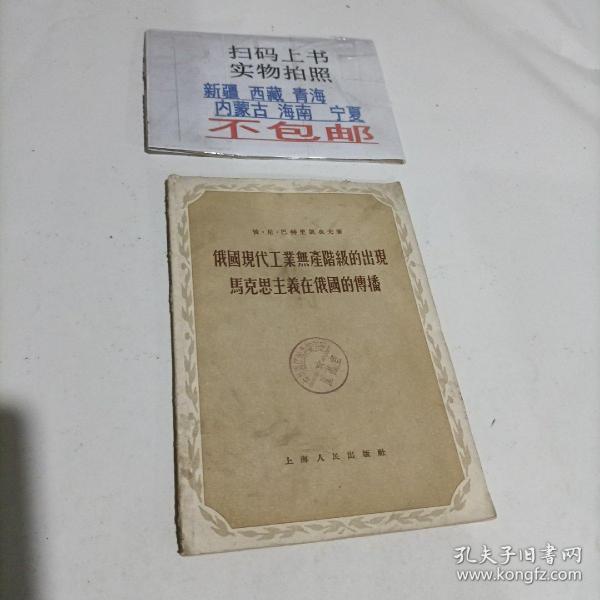 扫码上书
实物拍照
新疆 西藏 青海
内蒙古 海南 宁夏
不包邮
俄國現代工業無產階級的出現
馬克思主義在俄國的傳播
上海人民出版社
孔夫子旧书网
www.kongfz.com